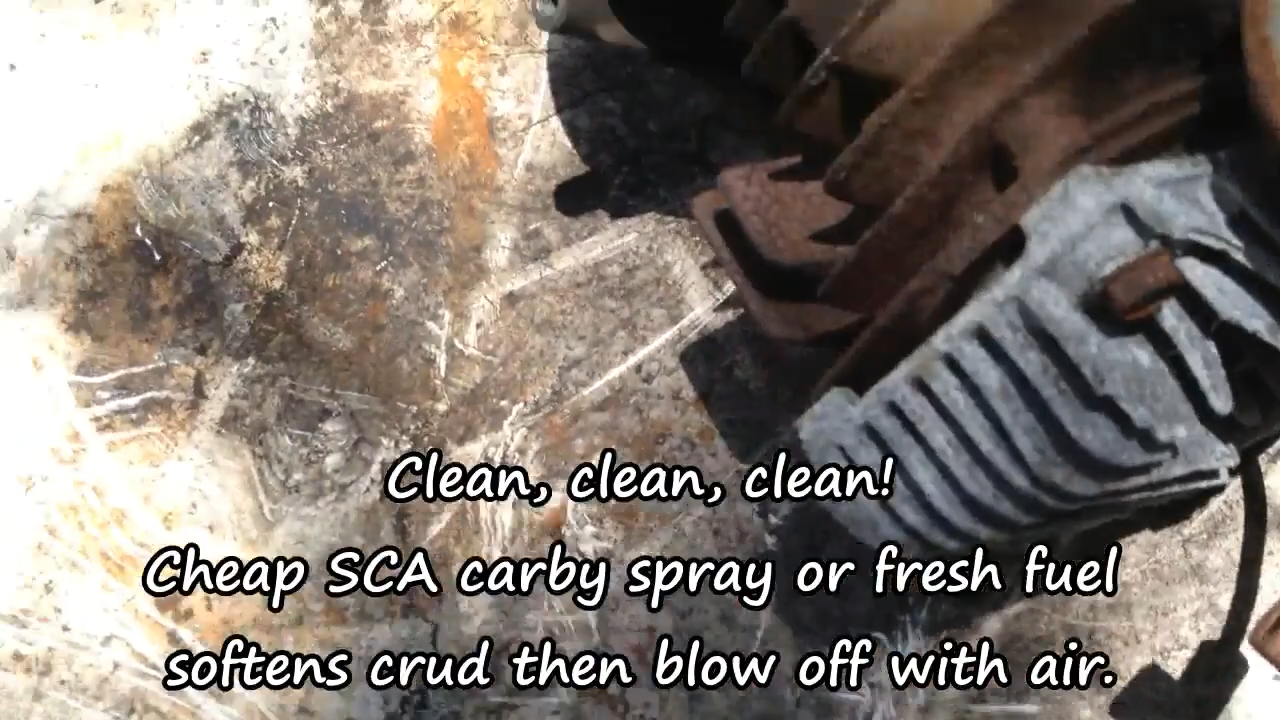 Clean, clean, clean!
Cheap SCA carby spray or fresh fuel
softens crud then blow off with air.